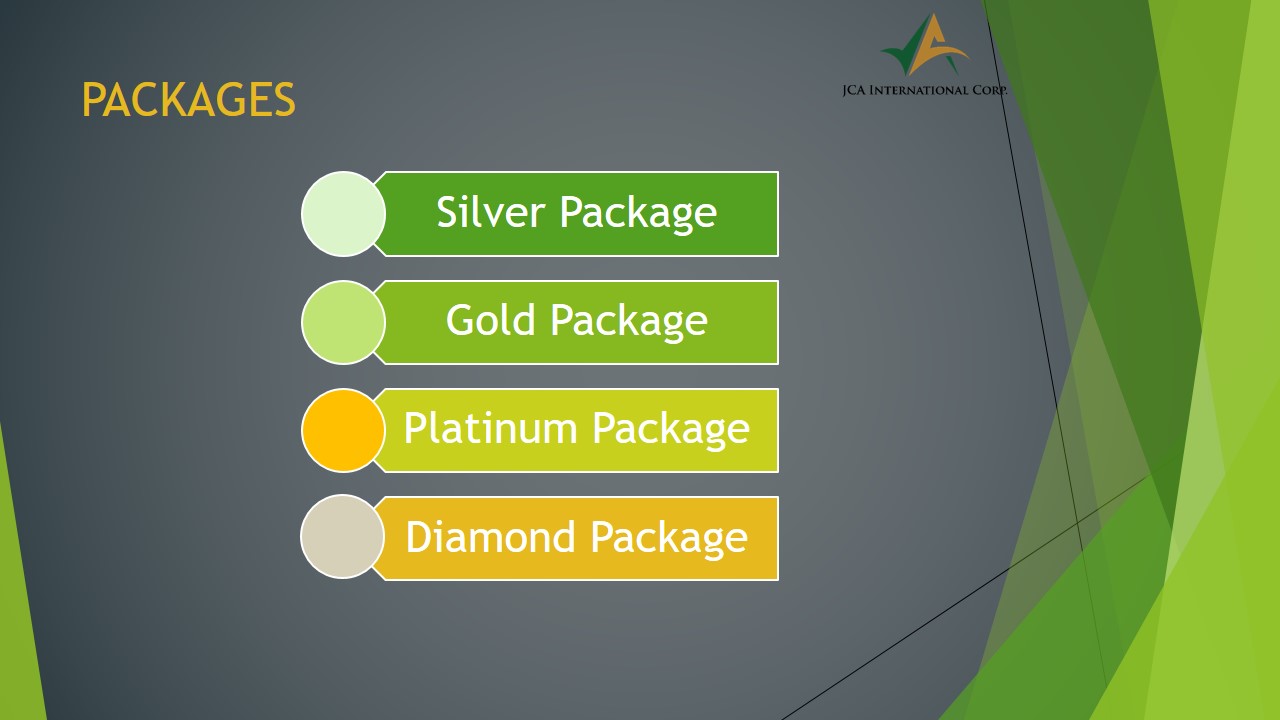 JCA INTERNATIONAL CORP.
PACKAGES
Silver Package
Gold Package
Platinum Package
Diamond Package